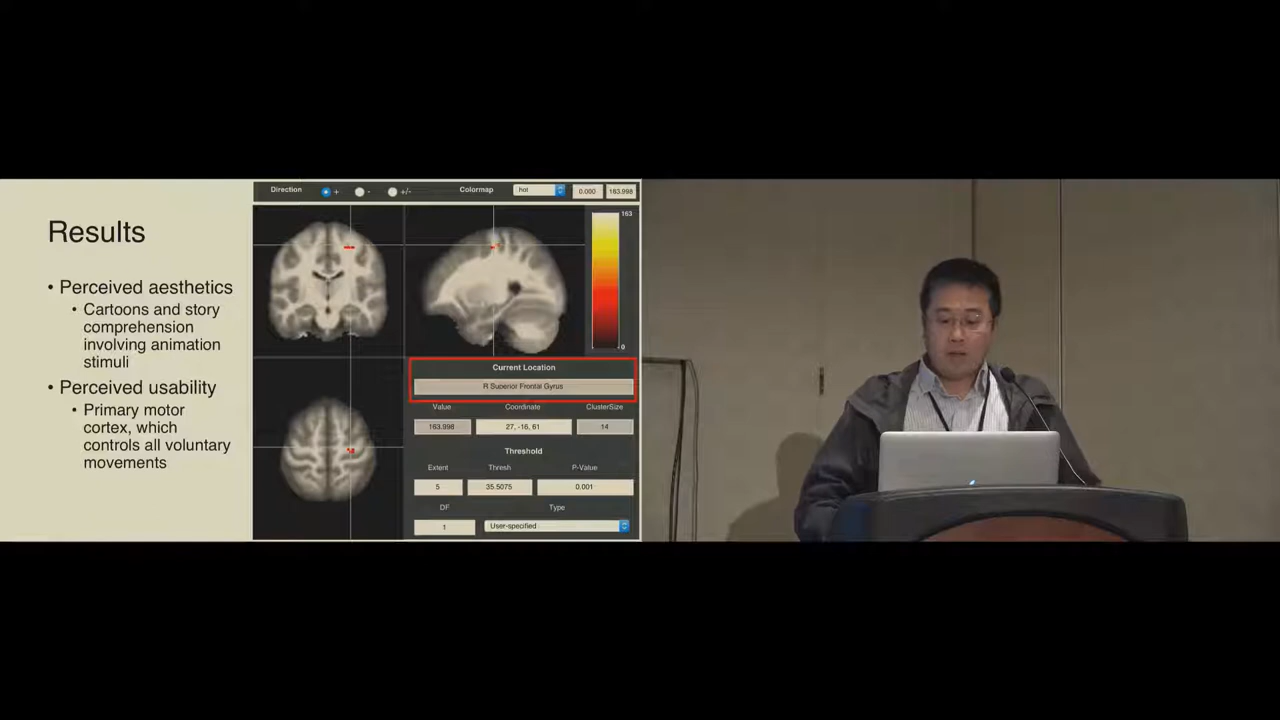 Results
• Perceived aesthetics
• Cartoons and story
comprehension
involving animation
stimuli
• Perceived usability
• Primary motor
cortex, which
controls all voluntary
movements
Direction + - +/- Colormap hot 0.000 163.998
163
0
Current Location
R Superior Frontal Gyrus
Value Coordinate ClusterSize
163.998 27, -16, 61 14
Threshold
Extent Thresh P-Value
5 35.5075 0.001
DF Type
1 User-specified